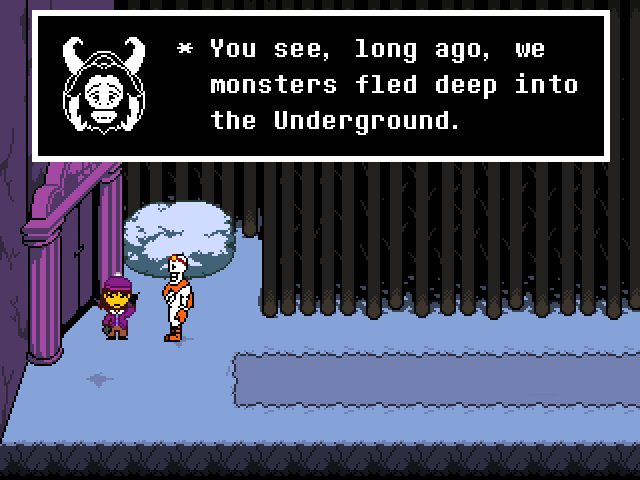 * You see, long ago, we
monsters fled deep into
the Underground.